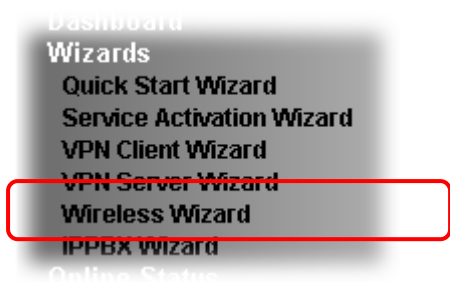 Dashboard
Wizards
Quick Start Wizard
Service Activation Wizard
VPN Client Wizard
VPN Server Wizard
Wireless Wizard
IPPBX Wizard
Online Status